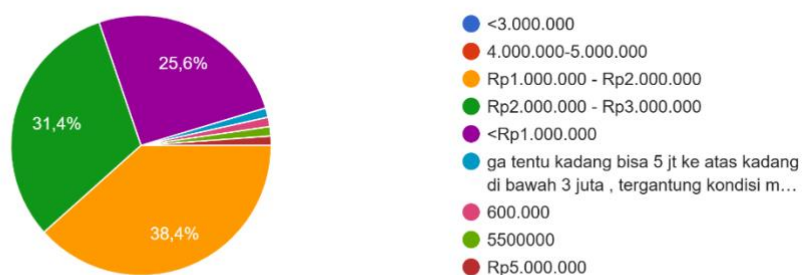 25,6%
31,4%
38,4%
<3.000.000
4.000.000-5.000.000
Rp1.000.000 - Rp2.000.000
Rp2.000.000 - Rp3.000.000
<Rp1.000.000
ga tentu kadang bisa 5 jt ke atas kadang
di bawah 3 juta , tergantung kondisi m…
600.000
5500000
Rp5.000.000